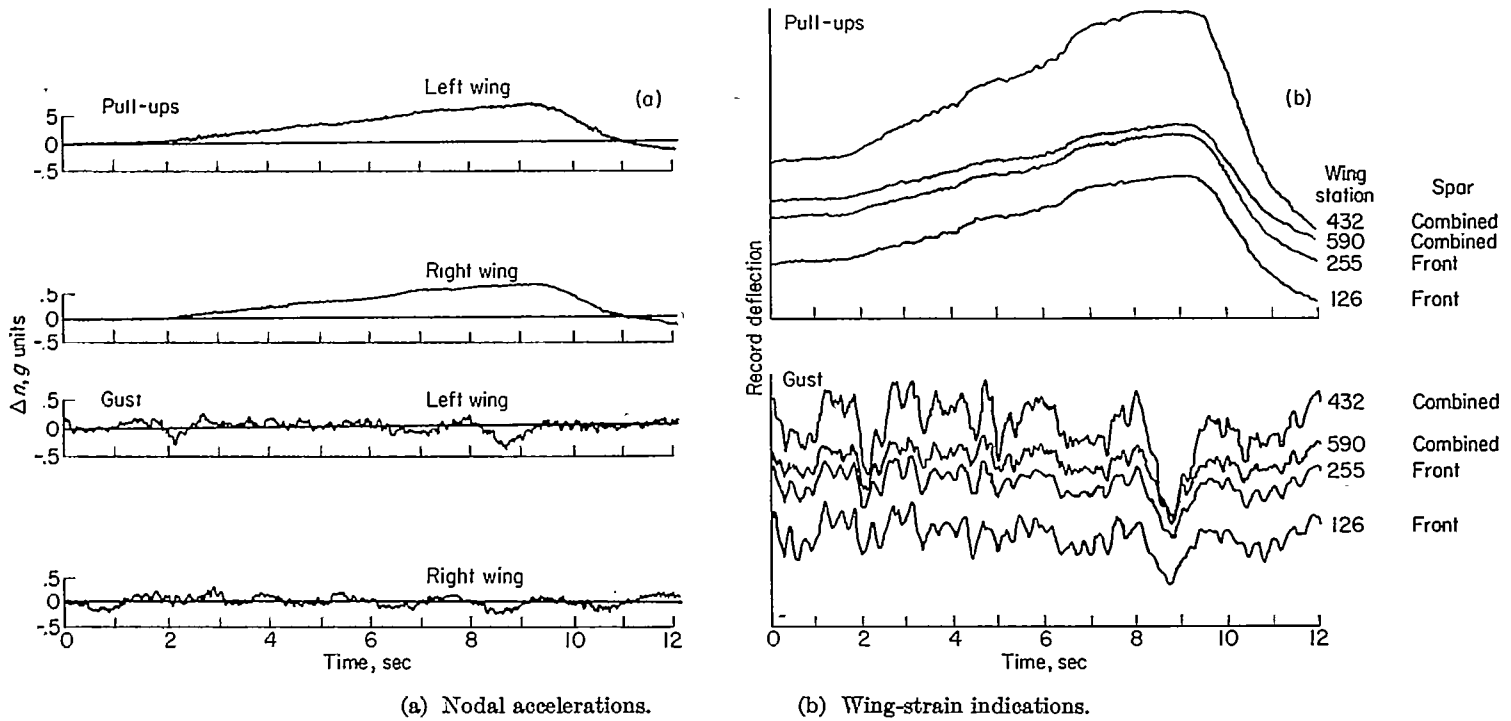 Left wing
(a)
Pull-ups
5
0
-.5
Right wing
.5
0
-.5
Δn, g units
Gust
Left wing
.5
0
-.5
Right wing
.5
0
-.5
0 2 4 6 8 10 12
Time, sec
(a) Nodal accelerations.
Pull-ups
(b)
Wing station Spar
432 Combined
590 Combined
255 Front
126 Front
Record deflection
Gust
432 Combined
590 Combined
255 Front
126 Front
0 2 4 6 8 10 12
Time, sec
(b) Wing-strain indications.